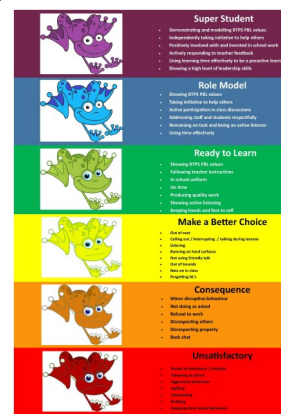 Super Student
Demonstrating and modelling RTPS PBL values
Independently taking initiative to help others
Positively involved with and invested in school work
Actively responding to teacher feedback
Using learning time effectively to be a proactive learn
Showing a high level of leadership skills
Role Model
Showing RTPS PBL values
Taking initiative to help others
Active participation in class discussions
Addressing staff and students respectfully
Remaining on task and being an active listener
Using time effectively
Ready to Learn
Showing RTPS PBL values
Following teacher instructions
In school uniform
On time
Producing quality work
Showing active listening
Keeping hands and feet to self
Make a Better Choice
Out of seat
Calling out / Interrupting / talking during lessons
Littering
Running on hard surfaces
Not using friendly talk
Out of bounds
Hats on in class
Consequence
Minor disruptive behaviour
Not doing as asked
Refusal to work
Disrespecting others
Disrespecting property
Back chat
Unsatisfactory